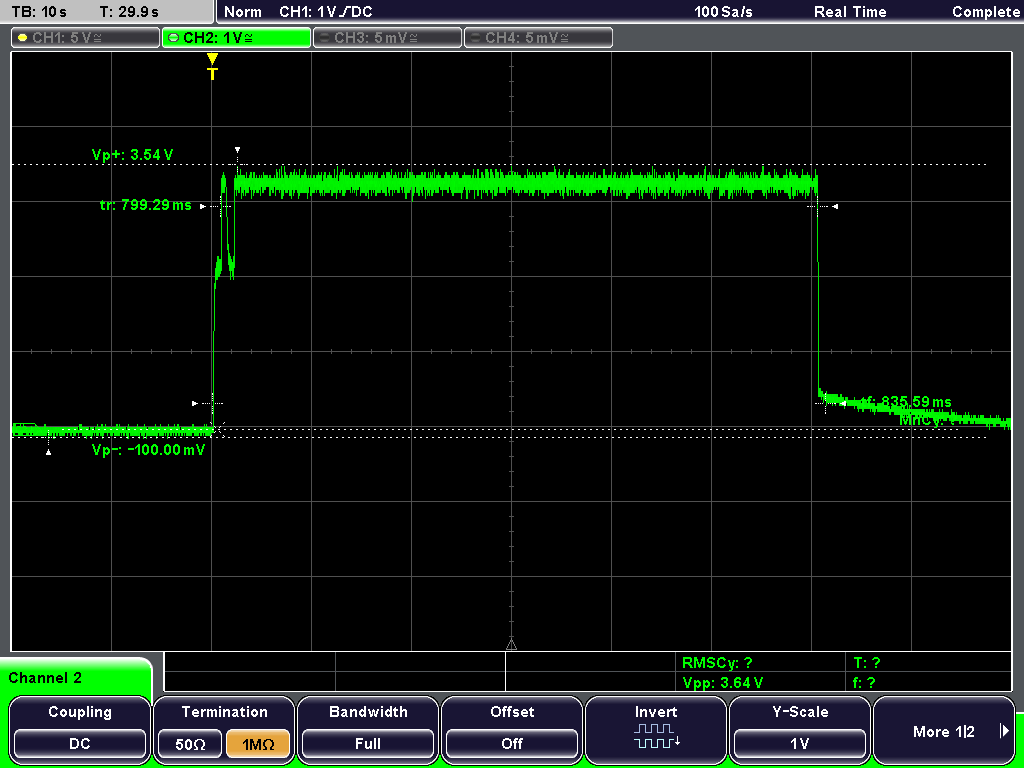 TB: 10 s T: 29.9 s Norm CH1: 1 V DC 100 Sa/s Real Time Complete
CH1: 5 V≅ CH2: 1 V≅ CH3: 5 mV≅ CH4: 5 mV≅
T
Vp+: 3.54 V
tr: 799.29 ms
tf: 835.59 ms
MnCy: ?
Vp-: -100.00 mV
RMSCy: ? T: ?
Vpp: 3.64 V f: ?
Channel 2
Coupling Termination Bandwidth Offset Invert Y-Scale More 1|2
DC 50Ω 1MΩ Full Off 1 V